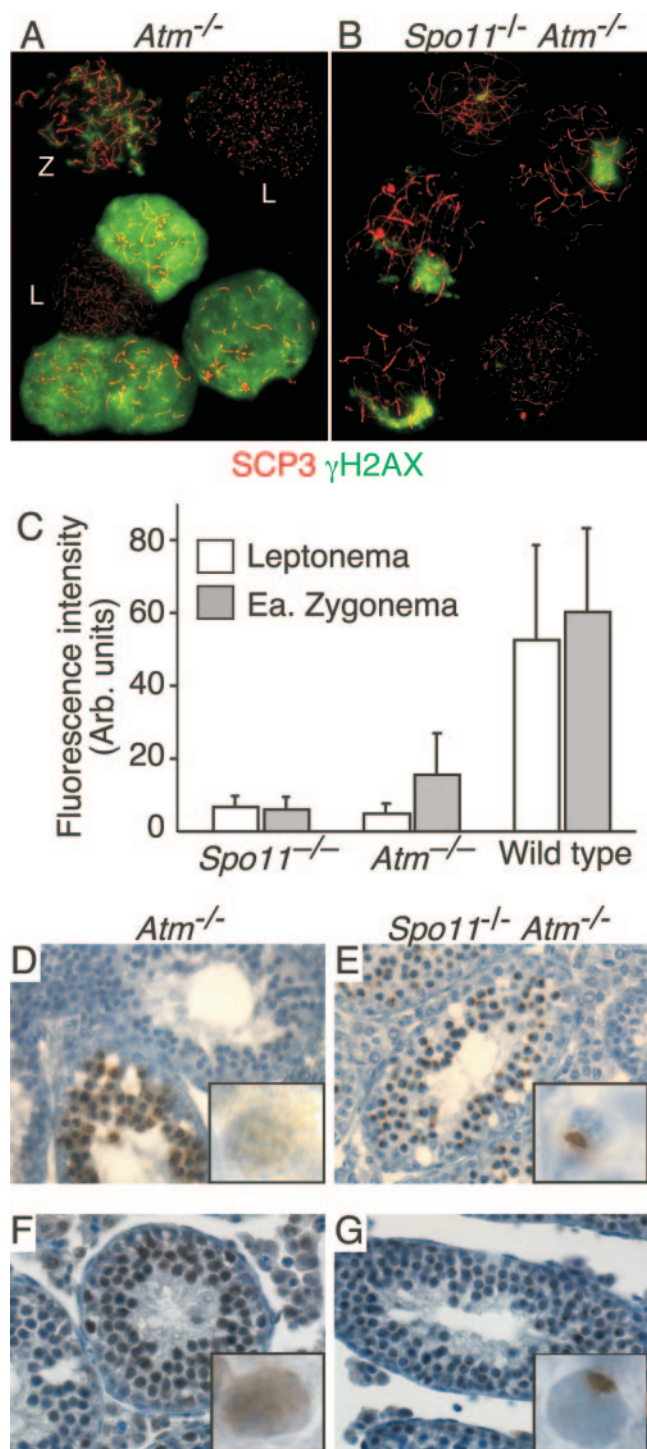 A Atm-/- B Spo11-/- Atm-/-
Z
L
L
SCP3 γH2AX
C
Fluorescence intensity
(Arb. units)
80
60
40
20
0
Leptonema
Ea. Zygonema
Spo11-/- Atm-/- Wild type
Atm-/- Spo11-/- Atm-/-
D E
F G